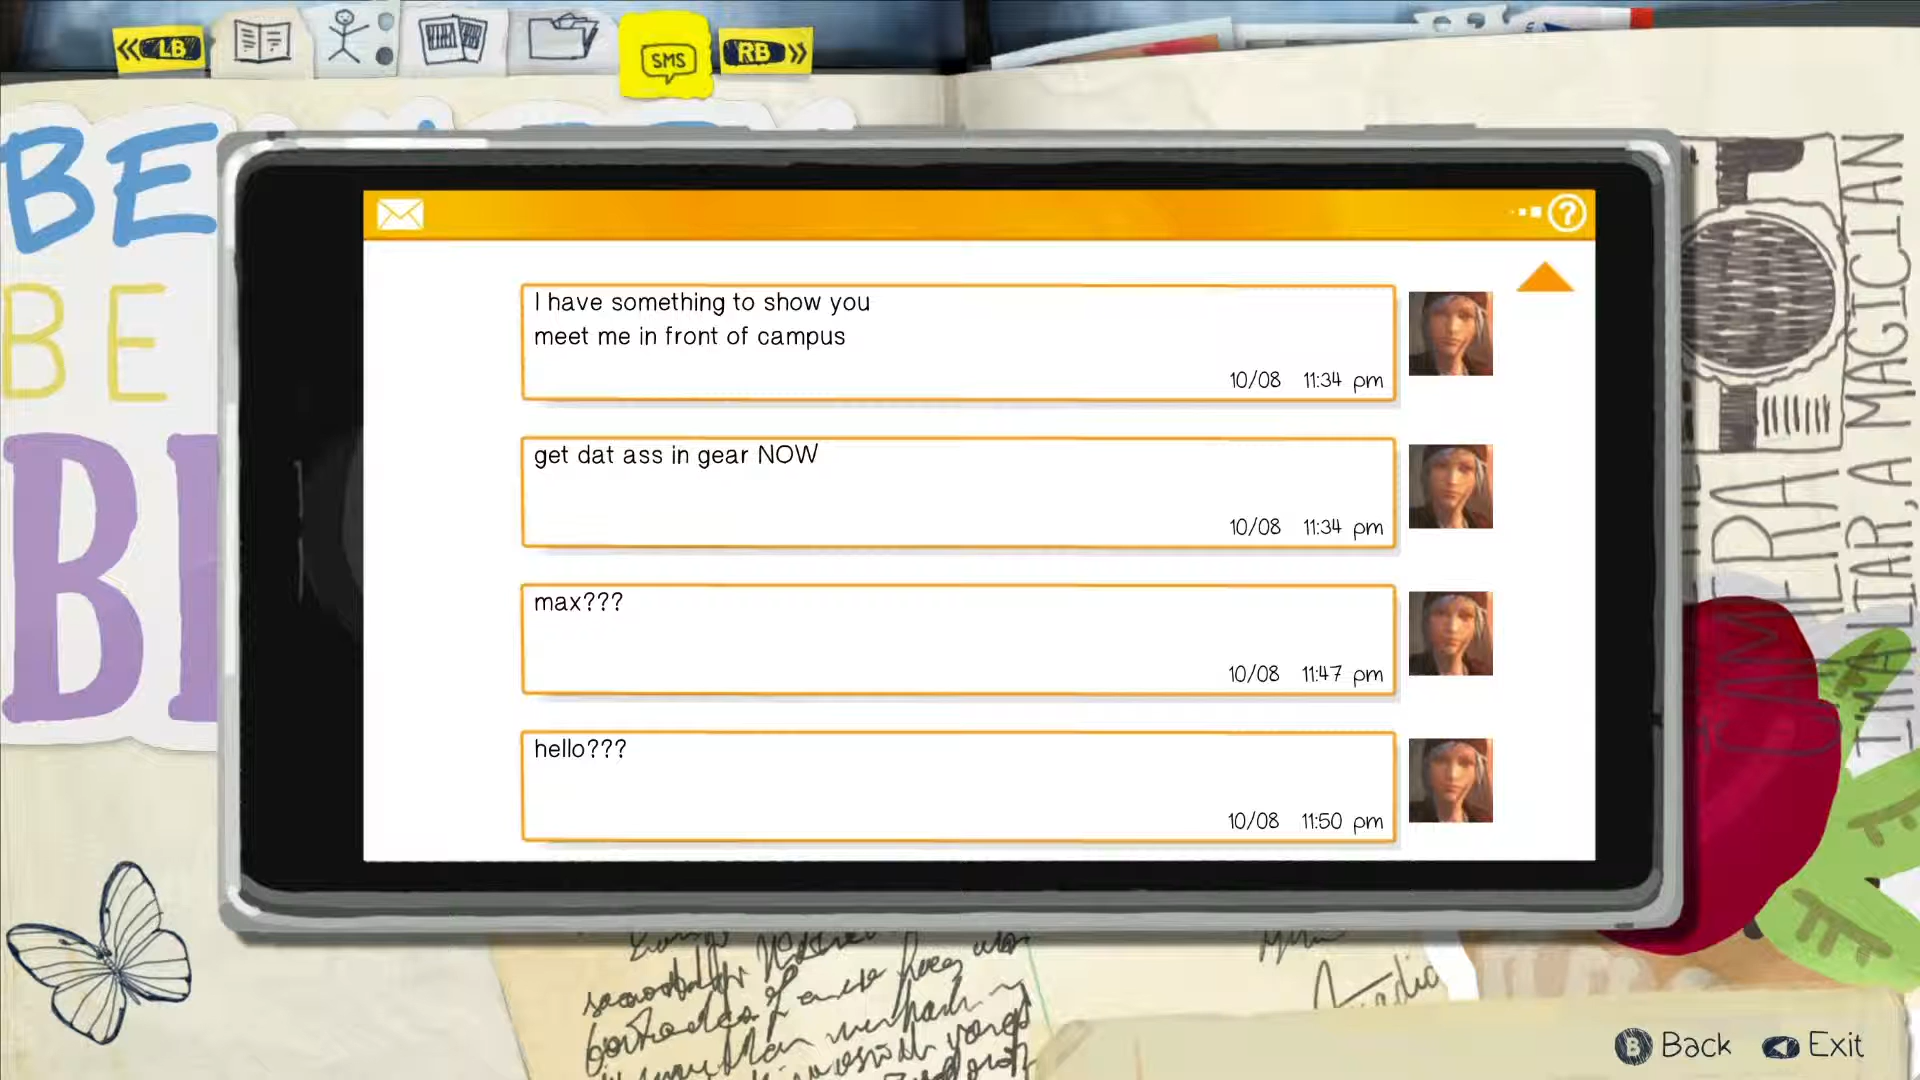 LB
SMS
RB
BE
BE
I have something to show you
meet me in front of campus
10/08 11:34 pm
get dat ass in gear NOW
10/08 11:34 pm
max???
10/08 11:47 pm
hello???
10/08 11:50 pm
CAMERA
LIAR, A MAGICIAN
B Back
Exit